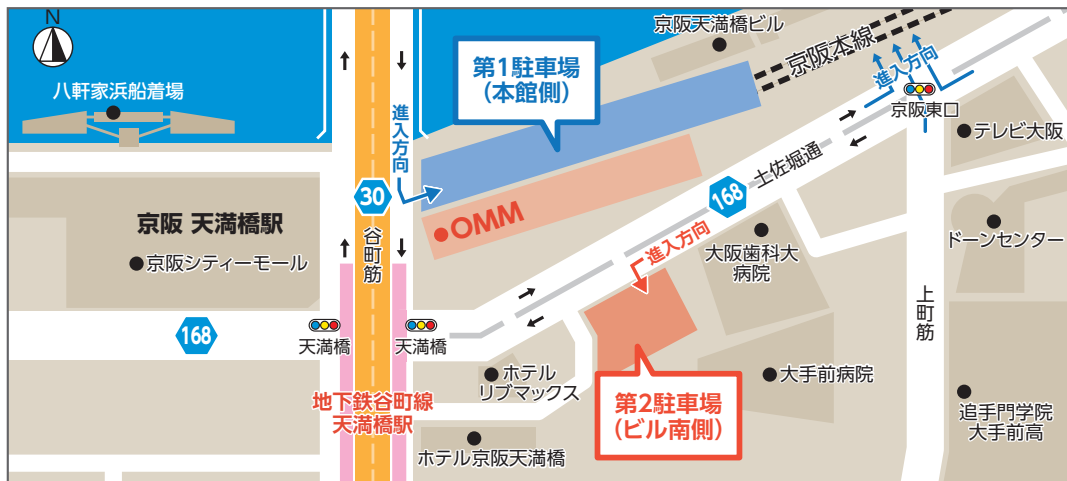 N
八軒家浜船着場
京阪天満橋ビル
京阪本線
進入方向
京阪東口
テレビ大阪
第1駐車場
(本館側)
進入方向
30
谷町筋
OMM
168
土佐堀通
進入方向
大阪歯科大
病院
ドーンセンター
上町筋
京阪 天満橋駅
京阪シティーモール
168
天満橋
天満橋
地下鉄谷町線
天満橋駅
ホテル
リブマックス
ホテル京阪天満橋
第2駐車場
(ビル南側)
大手前病院
追手門学院
大手前高